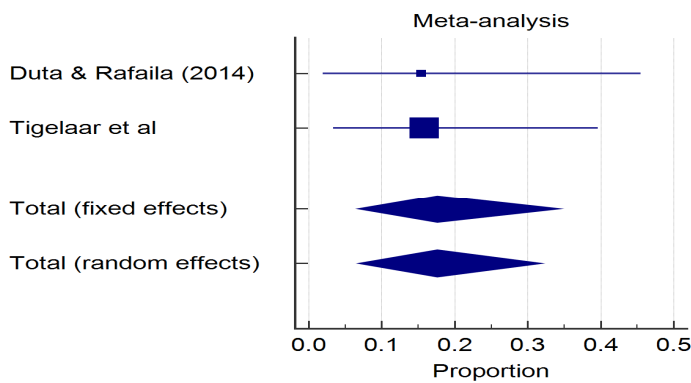 Meta-analysis
Duta & Rafaila (2014)
Tigelaar et al
Total (fixed effects)
Total (random effects)
0.0 0.1 0.2 0.3 0.4 0.5
Proportion